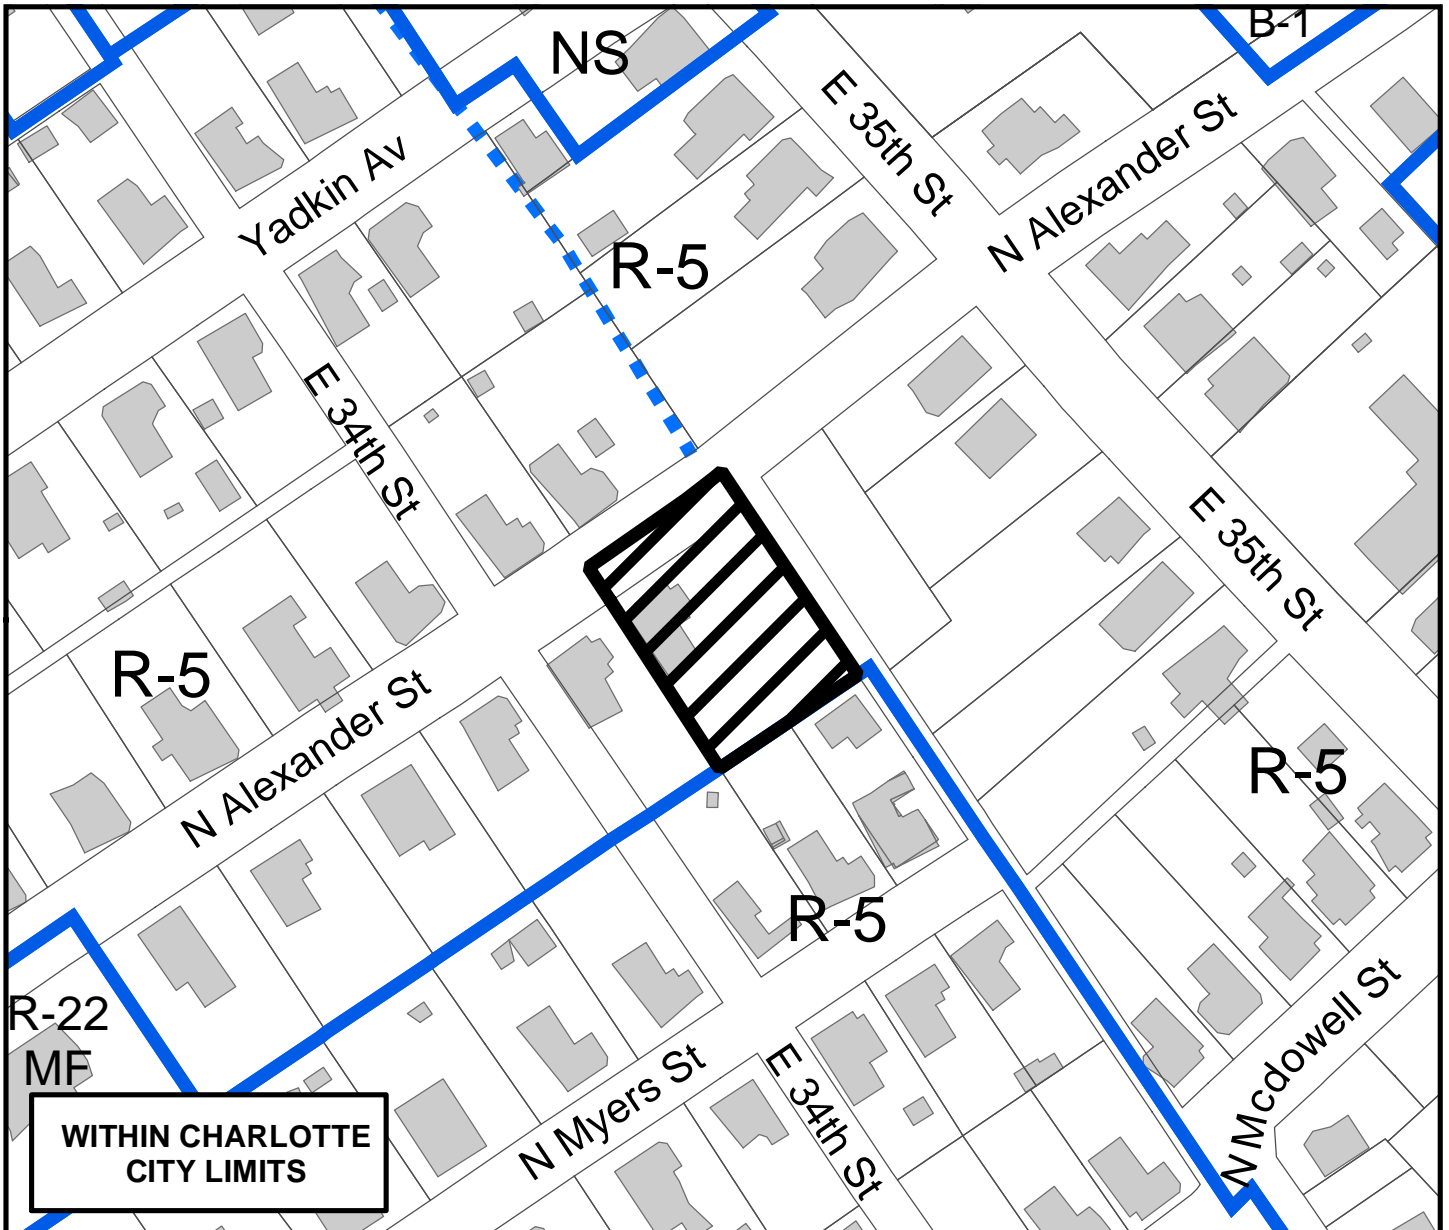 B-1
NS
E 35th St
N Alexander St
Yadkin Av
R-5
E 34th St
E 35th St
R-5
N Alexander St
R-5
R-5
R-22
MF
N Mcdowell St
N Myers St
E 34th St
WITHIN CHARLOTTE
CITY LIMITS